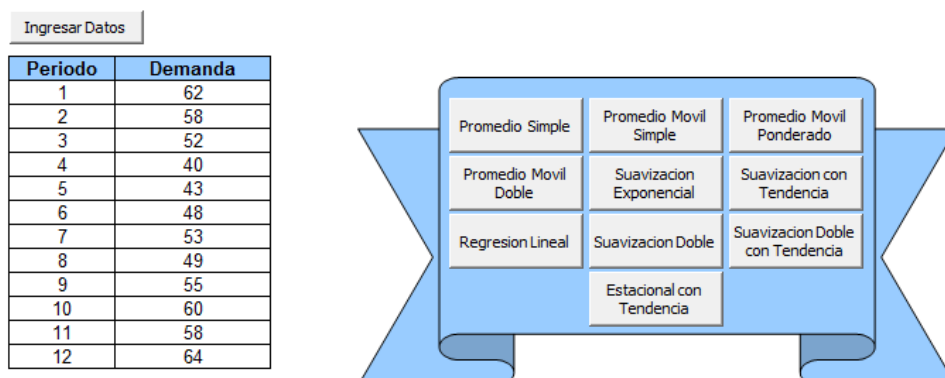 Ingresar Datos
Periodo Demanda
1 62
2 58
3 52
4 40
5 43
6 48
7 53
8 49
9 55
10 60
11 58
12 64
Promedio Simple
Promedio Movil
Simple
Promedio Movil
Ponderado
Promedio Movil
Doble
Suavizacion
Exponencial
Suavizacion con
Tendencia
Regresion Lineal
Suavizacion Doble
Suavizacion Doble
con Tendencia
Estacional con
Tendencia